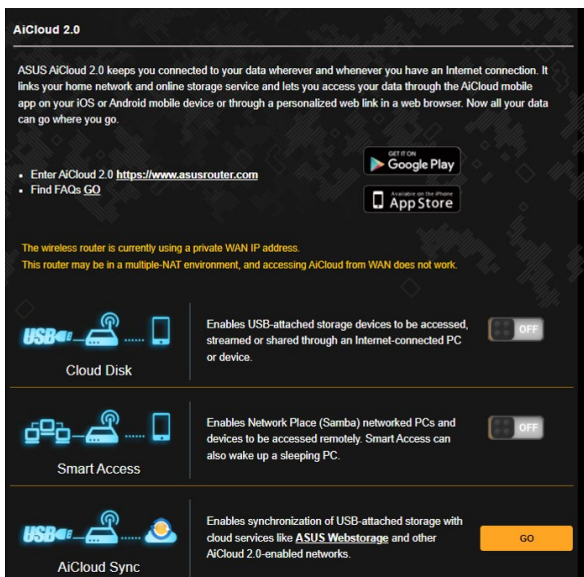 AiCloud 2.0
ASUS AiCloud 2.0 keeps you connected to your data wherever and whenever you have an Internet connection. It
links your home network and online storage service and lets you access your data through the AiCloud mobile
app on your iOS or Android mobile device or through a personalized web link in a web browser. Now all your data
can go where you go.
GET IT ON
Google Play
Enter AiCloud 2.0 https://www.asusrouter.com
Find FAQs GO
Available on the iPhone
App Store
The wireless router is currently using a private WAN IP address.
This router may be in a multiple-NAT environment, and accessing AiCloud from WAN does not work.
USB
Cloud Disk
Enables USB-attached storage devices to be accessed,
streamed or shared through an Internet-connected PC
or device.
OFF
Smart Access
Enables Network Place (Samba) networked PCs and
devices to be accessed remotely. Smart Access can
also wake up a sleeping PC.
OFF
USB
AiCloud Sync
Enables synchronization of USB-attached storage with
cloud services like ASUS Webstorage and other
AiCloud 2.0-enabled networks.
GO